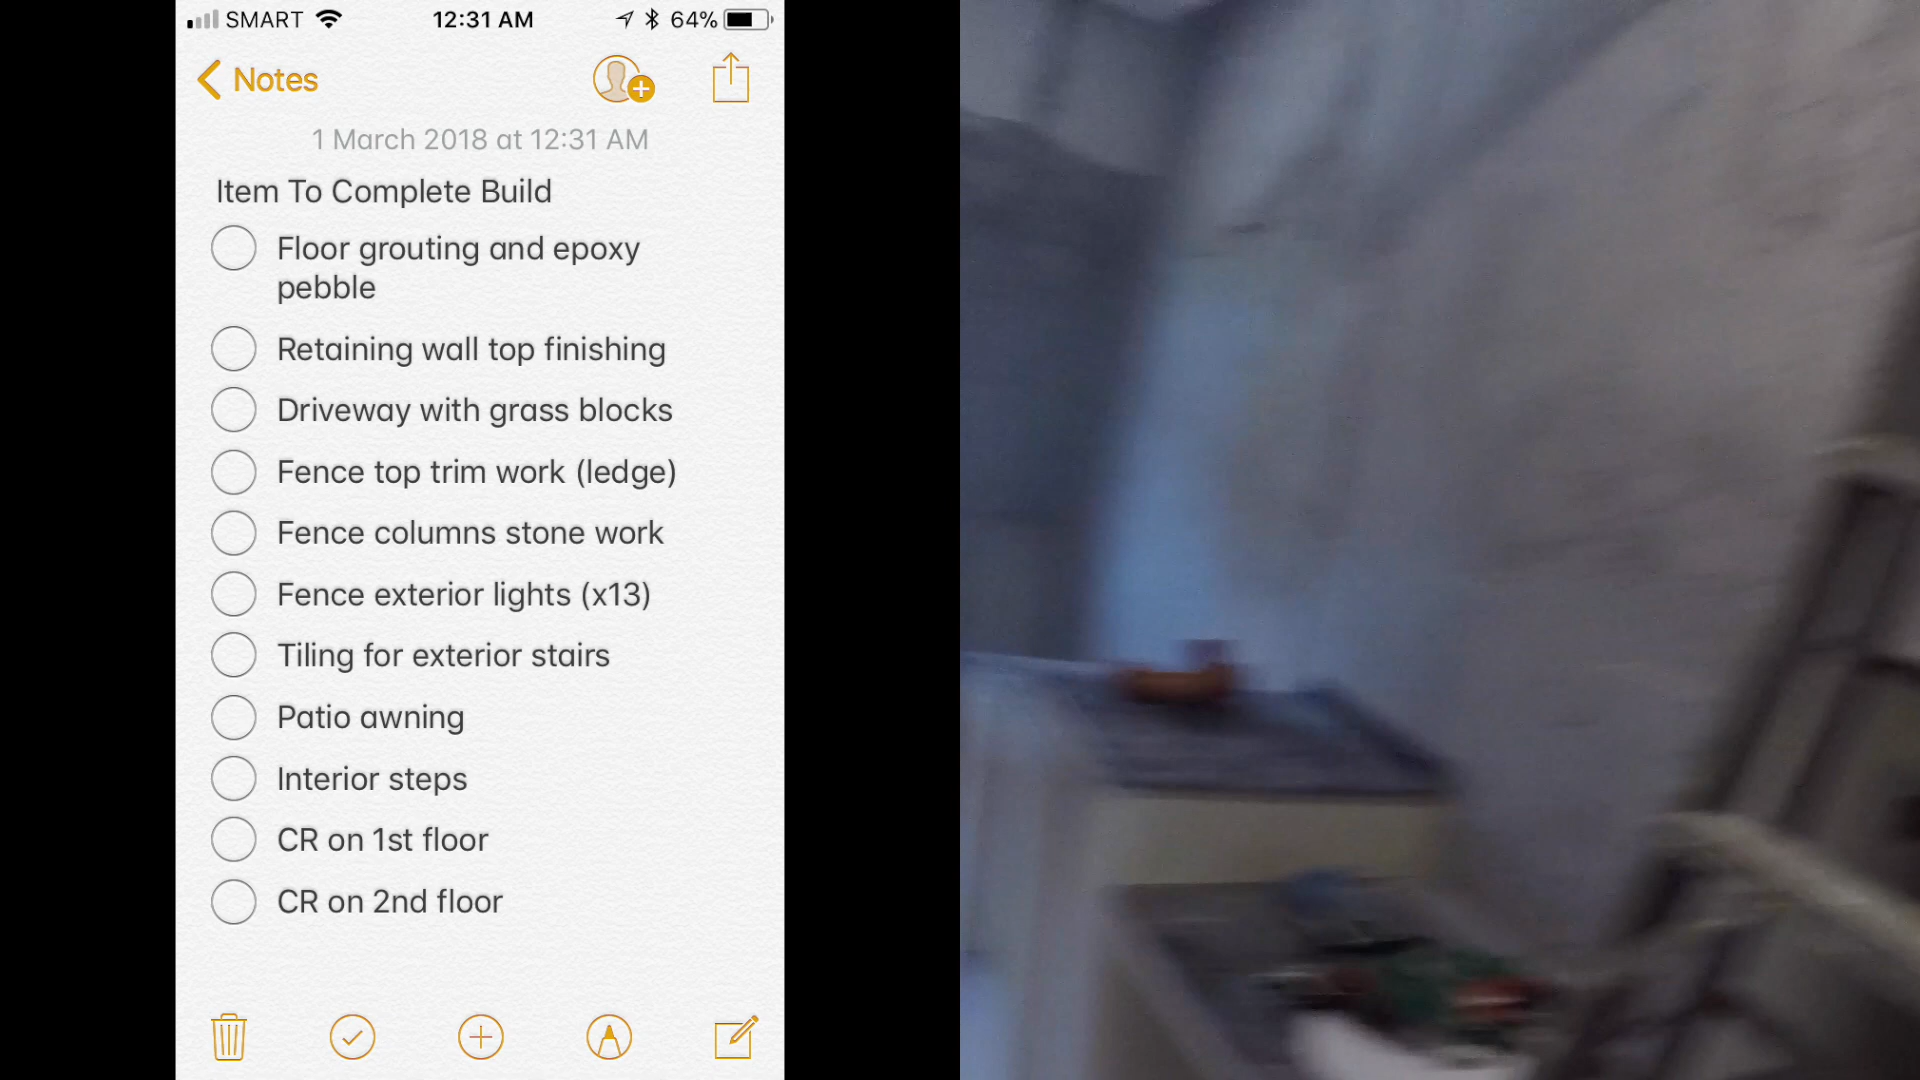 SMART 12:31 AM 64%
Notes
1 March 2018 at 12:31 AM
Item To Complete Build
Floor grouting and epoxy
pebble
Retaining wall top finishing
Driveway with grass blocks
Fence top trim work (ledge)
Fence columns stone work
Fence exterior lights (x13)
Tiling for exterior stairs
Patio awning
Interior steps
CR on 1st floor
CR on 2nd floor